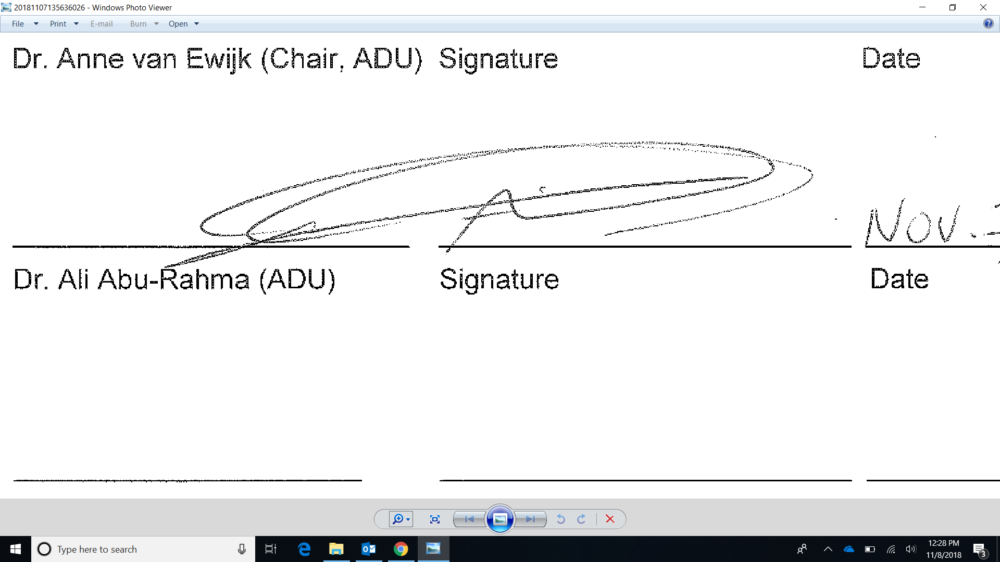 20181107135636026 - Windows Photo Viewer
File Print E-mail Burn Open
Dr. Anne van Ewijk (Chair, ADU) Signature Date
Nov.
Dr. Ali Abu-Rahma (ADU) Signature Date
Type here to search
12:28 PM
11/8/2018
3